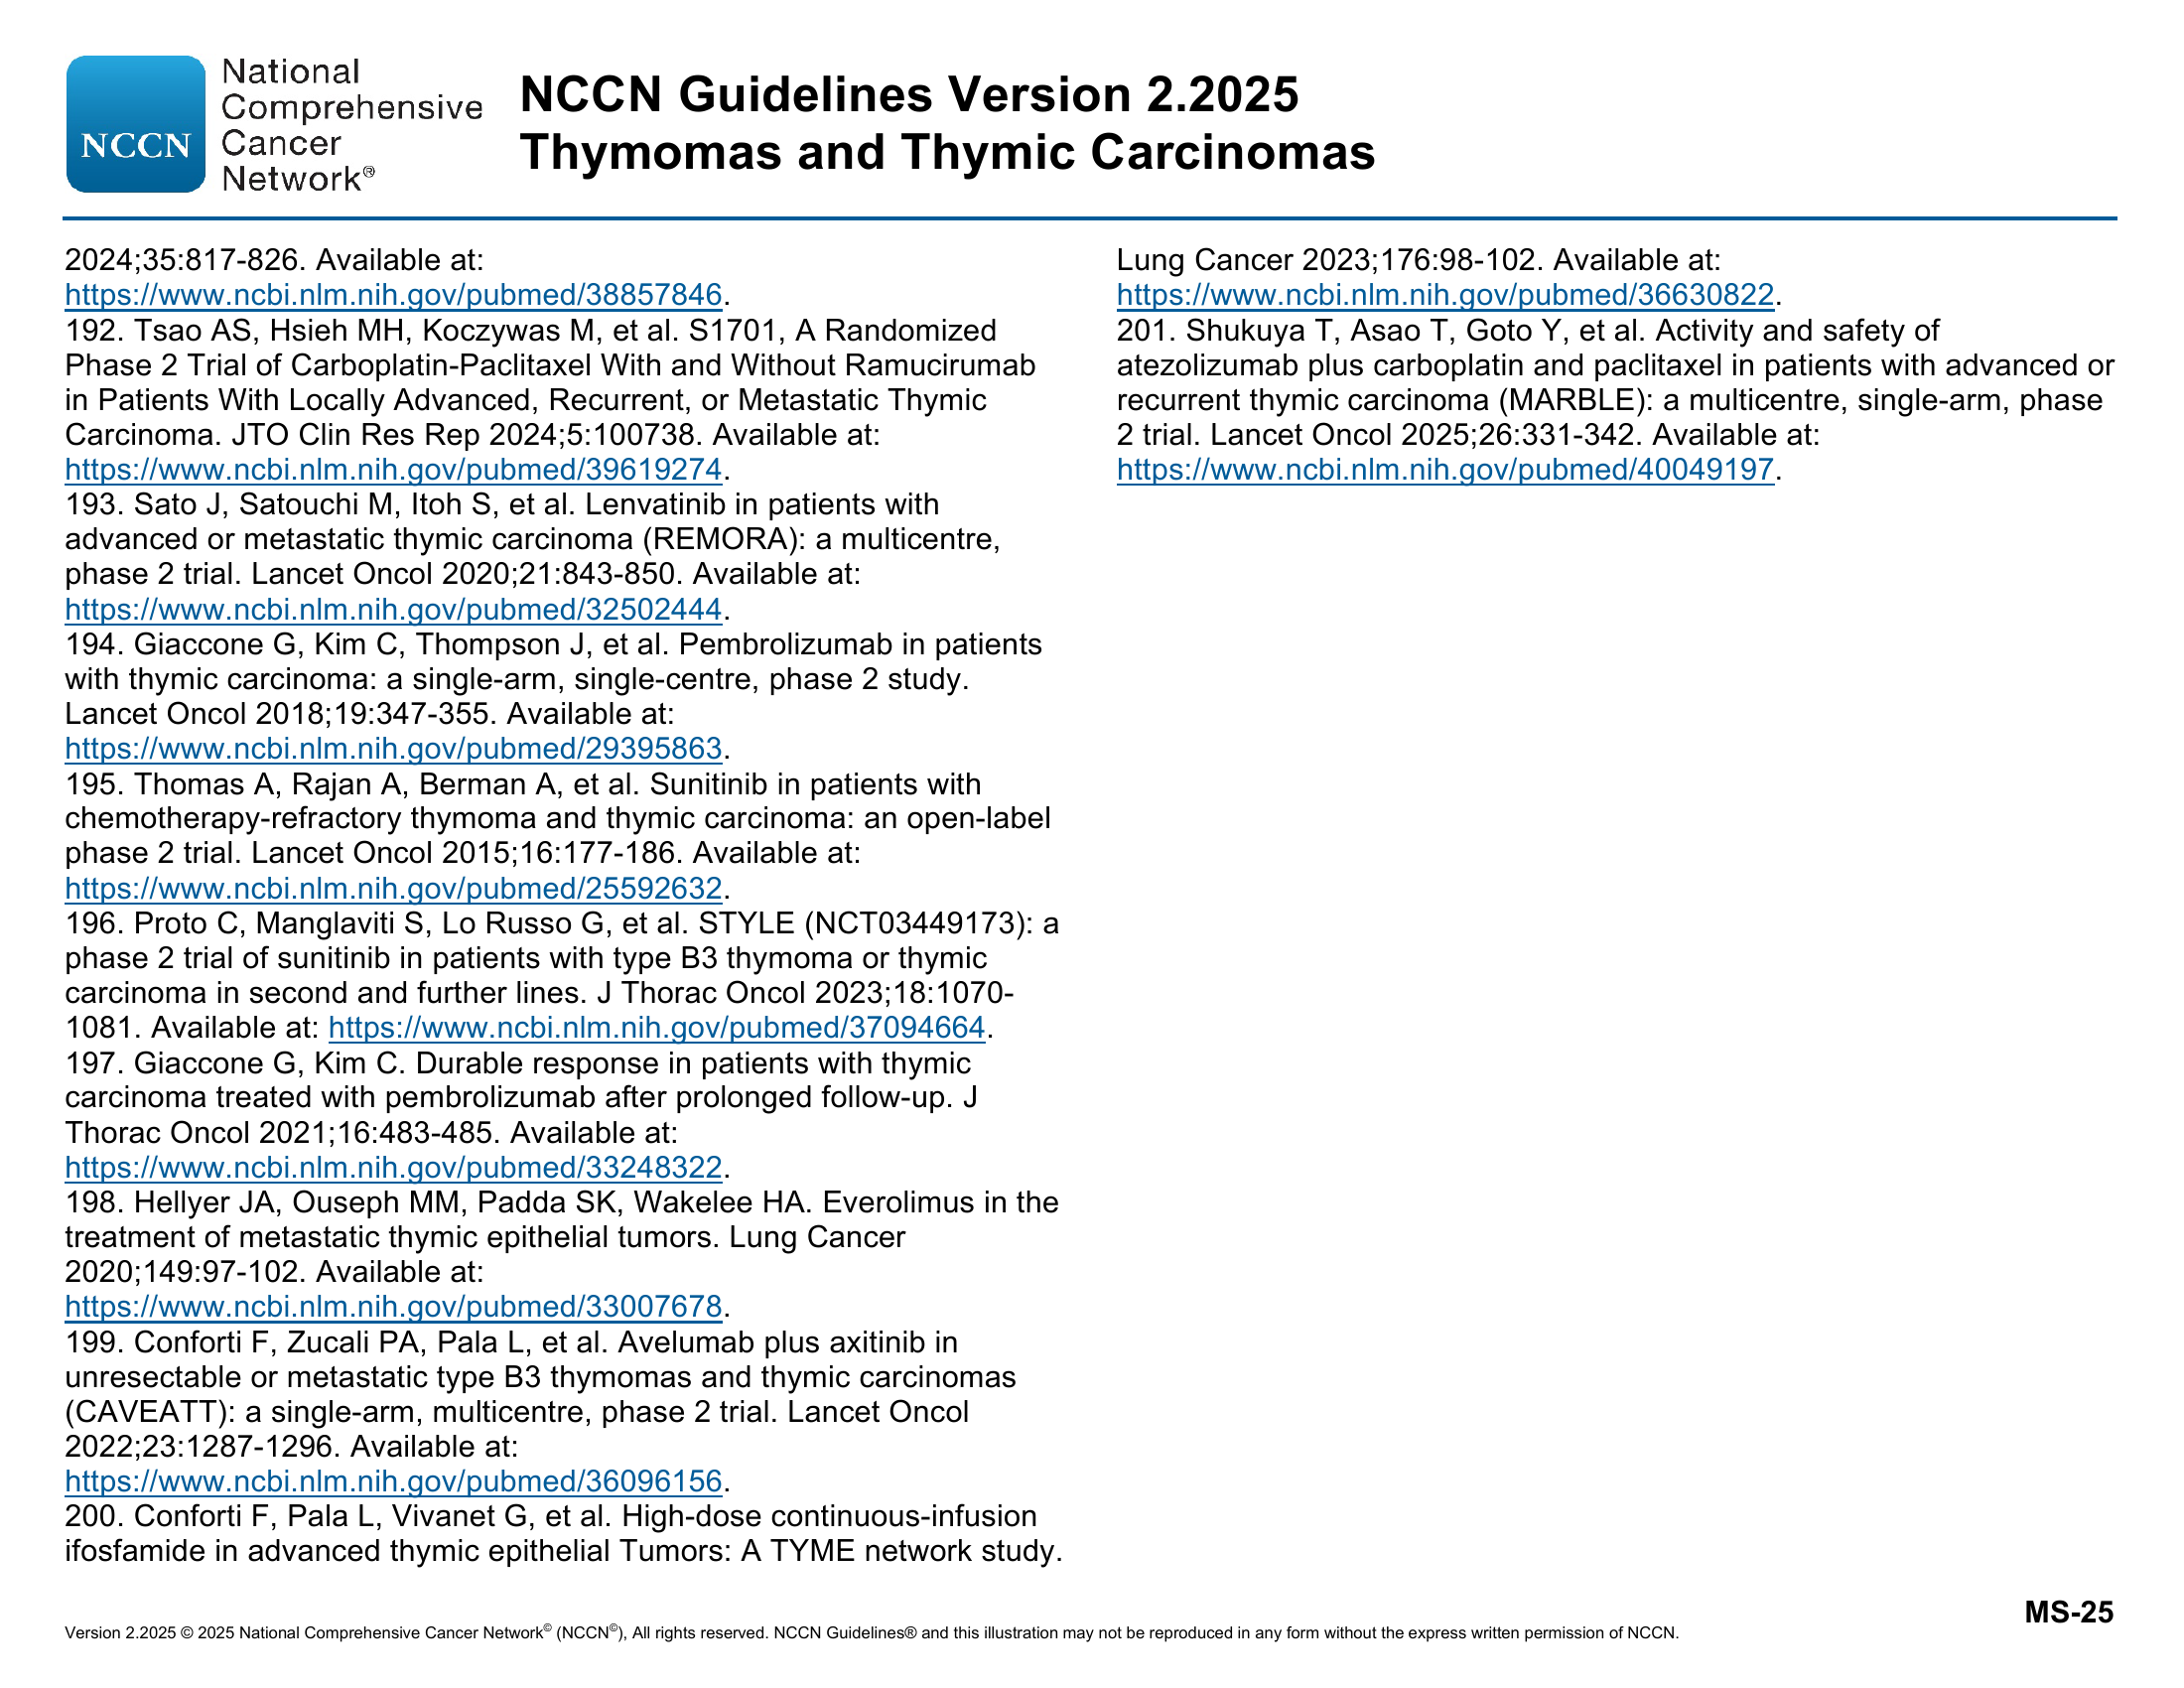 NCCN
National
Comprehensive
Cancer
Network®
NCCN Guidelines Version 2.2025
Thymomas and Thymic Carcinomas
2024;35:817-826. Available at:
https://www.ncbi.nlm.nih.gov/pubmed/38857846.
192. Tsao AS, Hsieh MH, Koczywas M, et al. S1701, A Randomized
Phase 2 Trial of Carboplatin-Paclitaxel With and Without Ramucirumab
in Patients With Locally Advanced, Recurrent, or Metastatic Thymic
Carcinoma. JTO Clin Res Rep 2024;5:100738. Available at:
https://www.ncbi.nlm.nih.gov/pubmed/39619274.
193. Sato J, Satouchi M, Itoh S, et al. Lenvatinib in patients with
advanced or metastatic thymic carcinoma (REMORA): a multicentre,
phase 2 trial. Lancet Oncol 2020;21:843-850. Available at:
https://www.ncbi.nlm.nih.gov/pubmed/32502444.
194. Giaccone G, Kim C, Thompson J, et al. Pembrolizumab in patients
with thymic carcinoma: a single-arm, single-centre, phase 2 study.
Lancet Oncol 2018;19:347-355. Available at:
https://www.ncbi.nlm.nih.gov/pubmed/29395863.
195. Thomas A, Rajan A, Berman A, et al. Sunitinib in patients with
chemotherapy-refractory thymoma and thymic carcinoma: an open-label
phase 2 trial. Lancet Oncol 2015;16:177-186. Available at:
https://www.ncbi.nlm.nih.gov/pubmed/25592632.
196. Proto C, Manglaviti S, Lo Russo G, et al. STYLE (NCT03449173): a
phase 2 trial of sunitinib in patients with type B3 thymoma or thymic
carcinoma in second and further lines. J Thorac Oncol 2023;18:1070-
1081. Available at: https://www.ncbi.nlm.nih.gov/pubmed/37094664.
197. Giaccone G, Kim C. Durable response in patients with thymic
carcinoma treated with pembrolizumab after prolonged follow-up. J
Thorac Oncol 2021;16:483-485. Available at:
https://www.ncbi.nlm.nih.gov/pubmed/33248322.
198. Hellyer JA, Ouseph MM, Padda SK, Wakelee HA. Everolimus in the
treatment of metastatic thymic epithelial tumors. Lung Cancer
2020;149:97-102. Available at:
https://www.ncbi.nlm.nih.gov/pubmed/33007678.
199. Conforti F, Zucali PA, Pala L, et al. Avelumab plus axitinib in
unresectable or metastatic type B3 thymomas and thymic carcinomas
(CAVEATT): a single-arm, multicentre, phase 2 trial. Lancet Oncol
2022;23:1287-1296. Available at:
https://www.ncbi.nlm.nih.gov/pubmed/36096156.
200. Conforti F, Pala L, Vivanet G, et al. High-dose continuous-infusion
ifosfamide in advanced thymic epithelial Tumors: A TYME network study.
Lung Cancer 2023;176:98-102. Available at:
https://www.ncbi.nlm.nih.gov/pubmed/36630822.
201. Shukuya T, Asao T, Goto Y, et al. Activity and safety of
atezolizumab plus carboplatin and paclitaxel in patients with advanced or
recurrent thymic carcinoma (MARBLE): a multicentre, single-arm, phase
2 trial. Lancet Oncol 2025;26:331-342. Available at:
https://www.ncbi.nlm.nih.gov/pubmed/40049197.
MS-25
Version 2.2025 © 2025 National Comprehensive Cancer Network© (NCCN©), All rights reserved. NCCN Guidelines® and this illustration may not be reproduced in any form without the express written permission of NCCN.